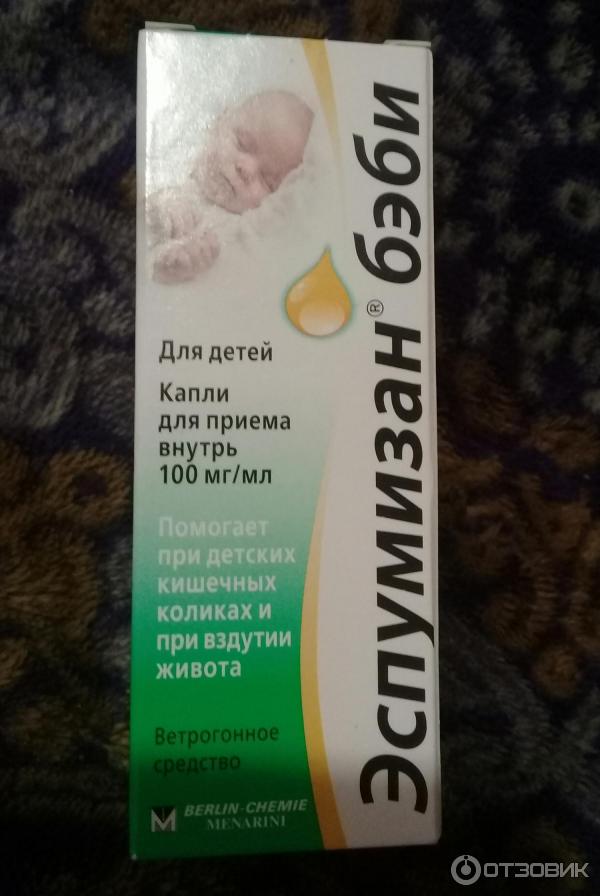 Эспумизан® бэби
Для детей
Капли
для приема
внутрь
100 мг/мл
Помогает
при детских
кишечных
коликах и
при вздутии
живота
Ветрогонное
средство
BERLIN-CHEMIE
MENARINI
ОТЗОВИК